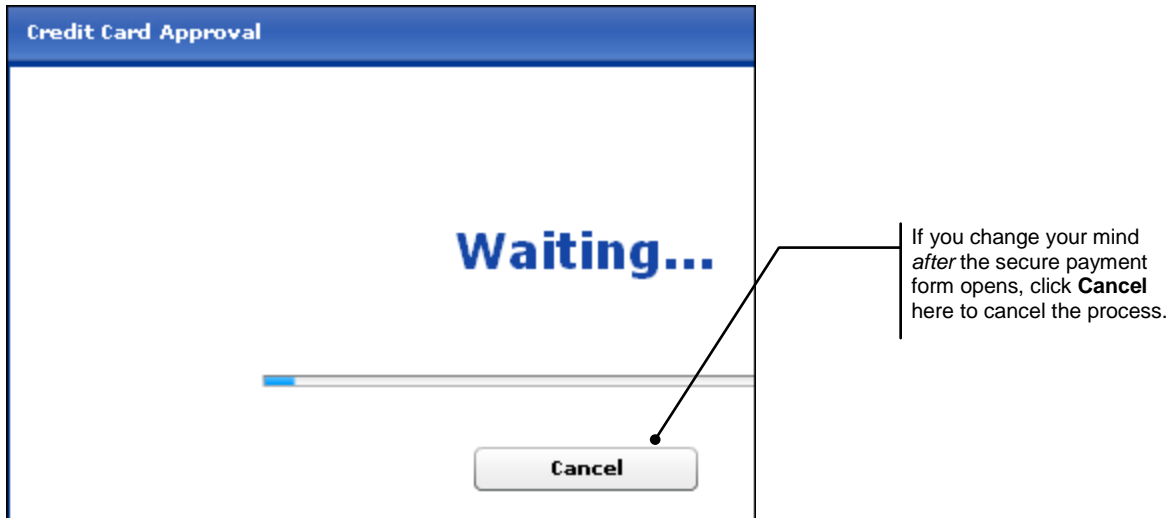 Credit Card Approval
Waiting...
If you change your mind
after the secure payment
form opens, click Cancel
here to cancel the process.
Cancel